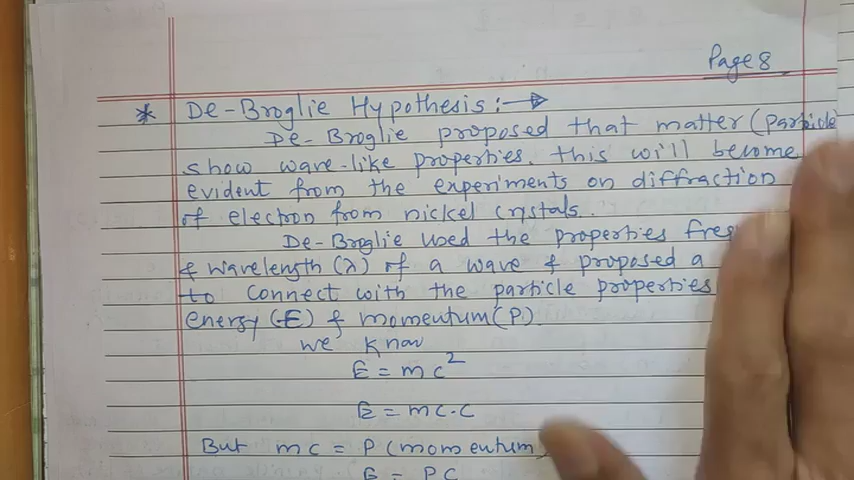 Page 8
* De-Broglie Hypothesis :→
De-Broglie proposed that matter (Particle)
show wave-like properties. this will become
evident from the experiments on diffraction
of electron from nickel crystals.
De-Broglie used the properties freq
& wavelength (λ) of a wave & proposed a
to connect with the particle properties
energy (E) & momentum (P).
we know
E = mc²
E = mc.c
But mc = P (momentum)
E = PC